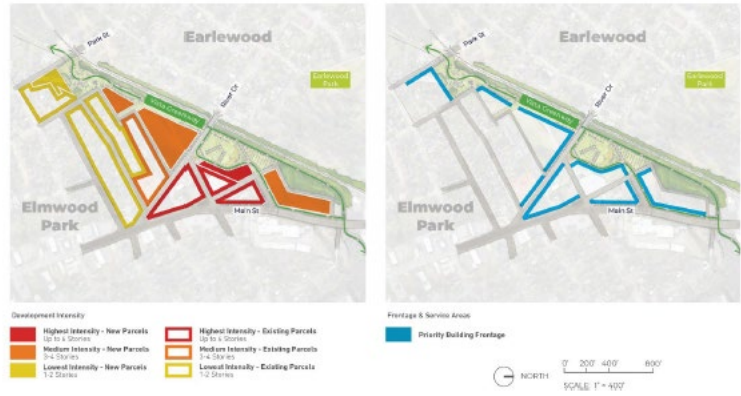 Park St
Earlewood
Earlewood
Park
Vista Greenway
River Dr
Elmwood
Park
Main St
Park St
Earlewood
Earlewood
Park
Vista Greenway
River Dr
Elmwood
Park
Main St
Development Intensity
Highest Intensity - New Parcels
Up to 6 Stories
Medium Intensity - New Parcels
3-4 Stories
Lowest Intensity - New Parcels
1-2 Stories
Highest Intensity - Existing Parcels
Up to 6 Stories
Medium Intensity - Existing Parcels
3-4 Stories
Lowest Intensity - Existing Parcels
1-2 Stories
Frontage & Service Areas
Priority Building Frontage
NORTH
0' 200' 400' 800'
SCALE: 1" = 400'